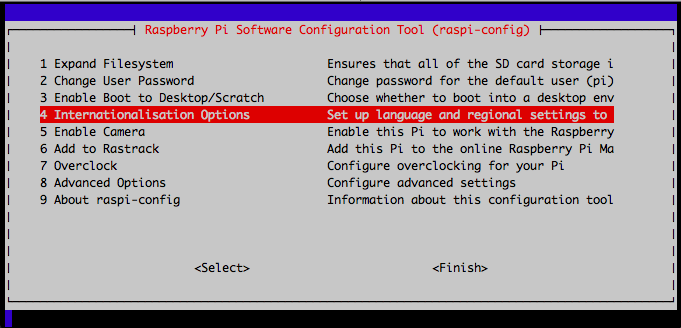 Raspberry Pi Software Configuration Tool (raspi-config)
1 Expand Filesystem Ensures that all of the SD card storage i
2 Change User Password Change password for the default user (pi)
3 Enable Boot to Desktop/Scratch Choose whether to boot into a desktop env
4 Internationalisation Options Set up language and regional settings to
5 Enable Camera Enable this Pi to work with the Raspberry
6 Add to Rastrack Add this Pi to the online Raspberry Pi Ma
7 Overclock Configure overclocking for your Pi
8 Advanced Options Configure advanced settings
9 About raspi-config Information about this configuration tool
<Select> <Finish>